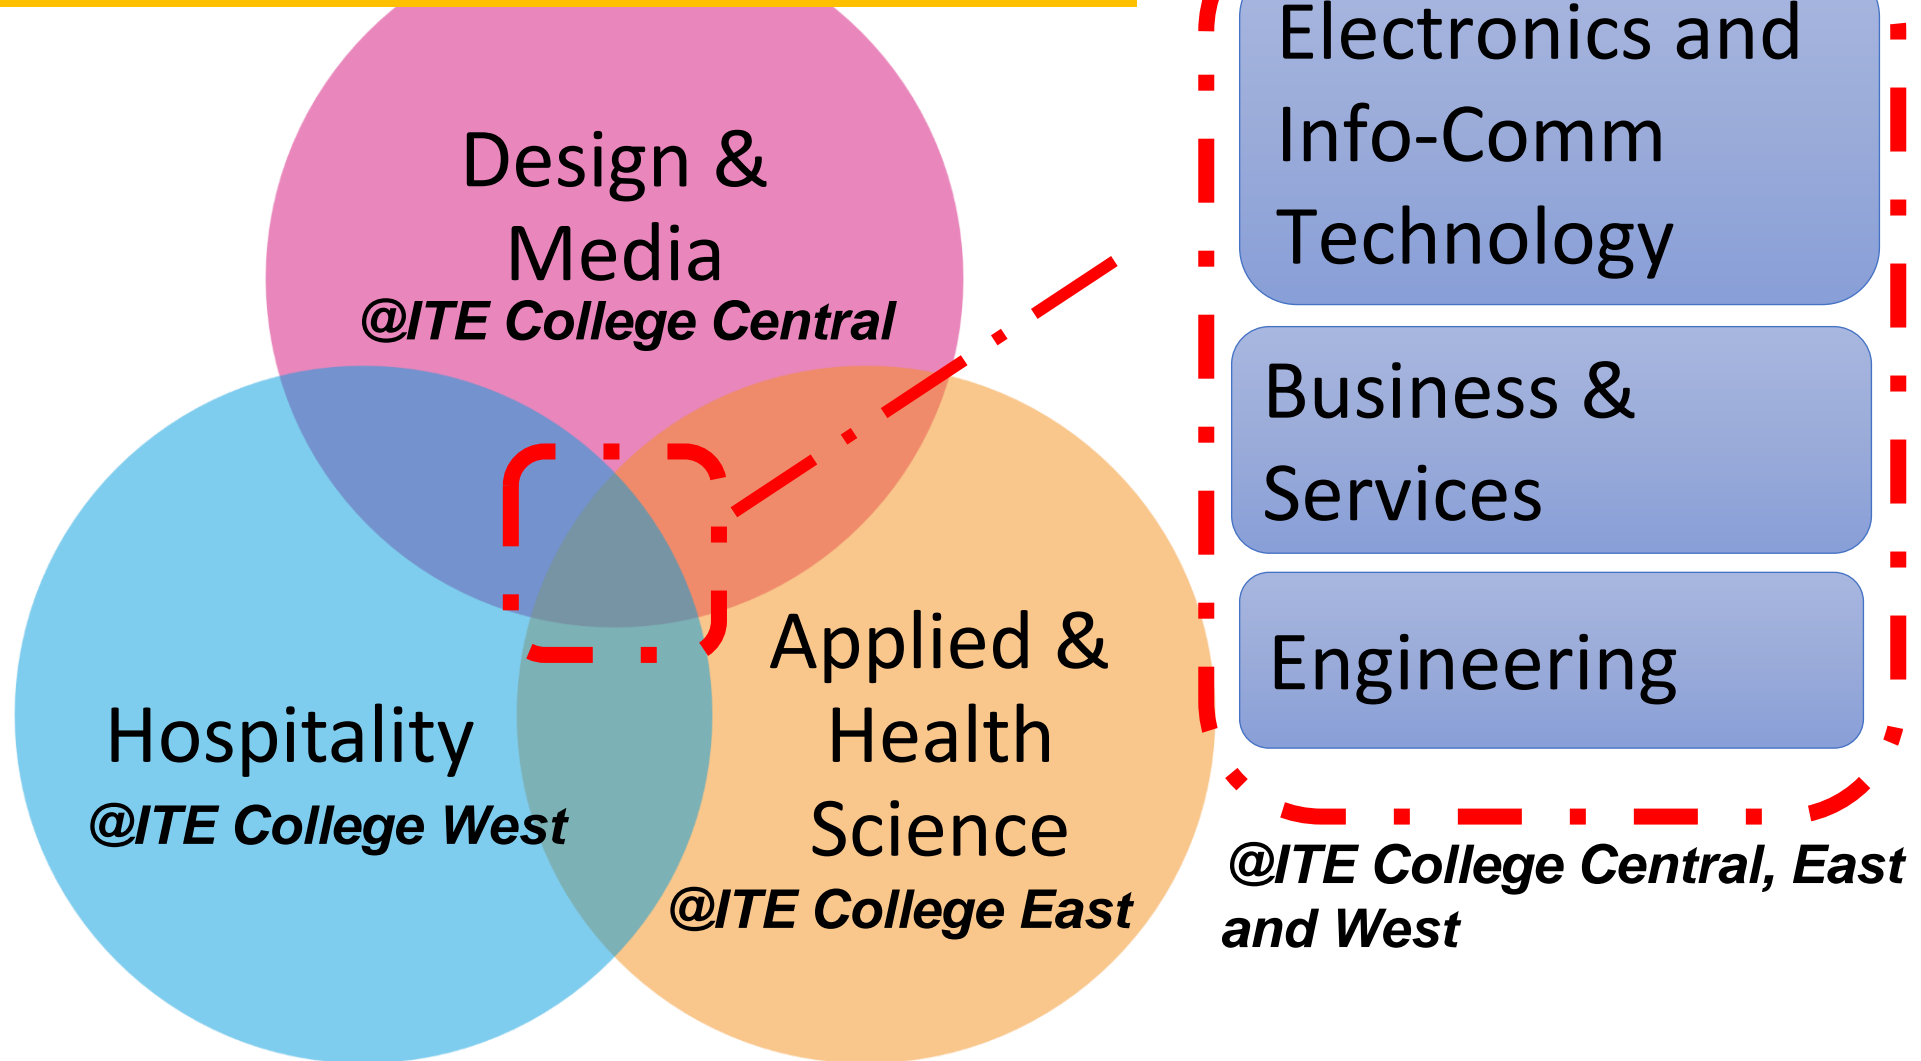 Design &
Media
@ITE College Central
Hospitality
@ITE College West
Applied &
Health
Science
@ITE College East
Electronics and
Info-Comm
Technology
Business &
Services
Engineering
@ITE College Central, East
and West